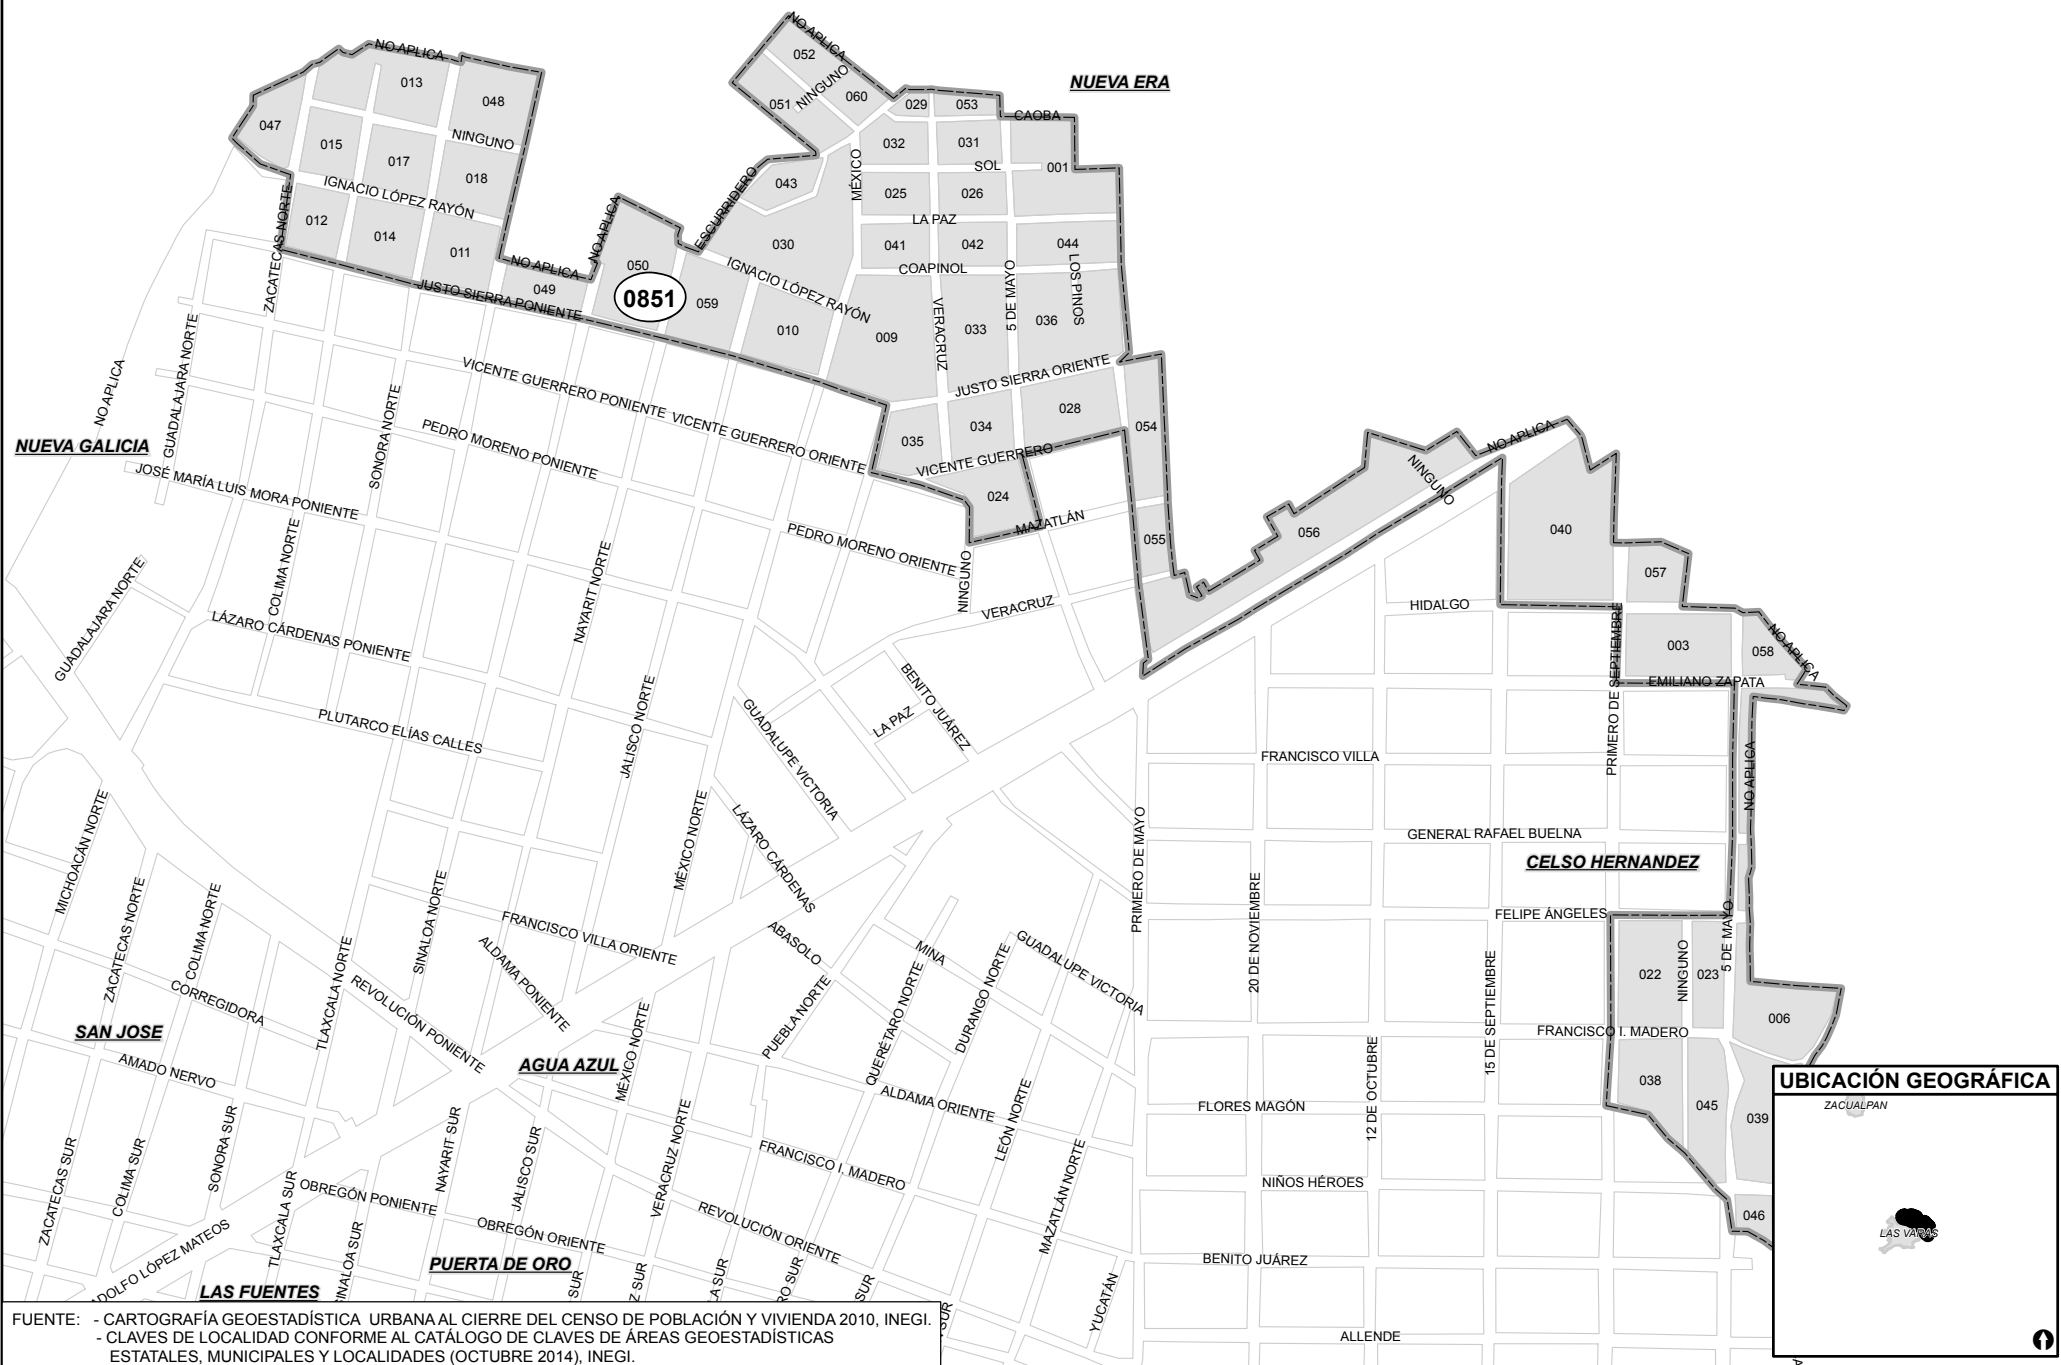 NO APLICA
052
NO APLICA
013
NINGUNO
060
051
029
053
NUEVA ERA
048
CAOBA
047
015
NINGUNO
017
032
031
SOL
001
MÉXICO
018
IGNACIO LÓPEZ RAYÓN
043
025
026
ESCURRIDERO
NO APLICA
ZACATECAS NORTE
012
014
011
LA PAZ
030
041
042
044
NO APLICA
050
0851
049
JUSTO SIERRA PONIENTE
059
IGNACIO LÓPEZ RAYÓN
COAPINOL
5 DE MAYO
LOS PINOS
010
009
VERACRUZ
033
036
GUADALAJARA NORTE
NO APLICA
VICENTE GUERRERO PONIENTE
VICENTE GUERRERO ORIENTE
JUSTO SIERRA ORIENTE
SONORA NORTE
PEDRO MORENO PONIENTE
035
034
028
054
NUEVA GALICIA
JOSÉ MARÍA LUIS MORA PONIENTE
VICENTE GUERRERO
024
MAZATLÁN
055
056
NINGUNO
NO APLICA
040
PEDRO MORENO ORIENTE
NINGUNO
COLIMA NORTE
NAYARIT NORTE
GUADALAJARA NORTE
LÁZARO CÁRDENAS PONIENTE
VERACRUZ
HIDALGO
057
PRIMERO DE SEPTIEMBRE
003
058
NO APLICA
EMILIANO ZAPATA
BENITO JUÁREZ
LA PAZ
GUADALUPE VICTORIA
PLUTARCO ELÍAS CALLES
JALISCO NORTE
FRANCISCO VILLA
NO APLICA
MICHOACÁN NORTE
MÉXICO NORTE
LÁZARO CÁRDENAS
PRIMERO DE MAYO
GENERAL RAFAEL BUELNA
CELSO HERNANDEZ
20 DE NOVIEMBRE
FELIPE ÁNGELES
5 DE MAYO
ZACATECAS NORTE
COLIMA NORTE
SINALOA NORTE
FRANCISCO VILLA ORIENTE
ALDAMA PONIENTE
ABASOLO
MINA
GUADALUPE VICTORIA
QUERÉTARO NORTE
DURANGO NORTE
PUEBLA NORTE
TLAXCALA NORTE
REVOLUCIÓN PONIENTE
CORREGIDORA
15 DE SEPTIEMBRE
022
NINGUNO
023
006
FRANCISCO I. MADERO
SAN JOSE
AMADO NERVO
AGUA AZUL
MÉXICO NORTE
ALDAMA ORIENTE
12 DE OCTUBRE
FLORES MAGÓN
038
045
039
046
UBICACIÓN GEOGRÁFICA
ZACUALPAN
LAS VARAS
ZACATECAS SUR
COLIMA SUR
SONORA SUR
NAYARIT SUR
JALISCO SUR
VERACRUZ NORTE
FRANCISCO I. MADERO
LEÓN NORTE
MAZATLÁN NORTE
NIÑOS HÉROES
OBREGÓN PONIENTE
OBREGÓN ORIENTE
REVOLUCIÓN ORIENTE
TLAXCALA SUR
INALOA SUR
ADOLFO LÓPEZ MATEOS
PUERTA DE ORO
LAS FUENTES
SUR
Z SUR
LA SUR
RO SUR
SUR
SUR
YUCATÁN
BENITO JUÁREZ
ALLENDE
FUENTE: - CARTOGRAFÍA GEOESTADÍSTICA URBANA AL CIERRE DEL CENSO DE POBLACIÓN Y VIVIENDA 2010, INEGI.
- CLAVES DE LOCALIDAD CONFORME AL CATÁLOGO DE CLAVES DE ÁREAS GEOESTADÍSTICAS
ESTATALES, MUNICIPALES Y LOCALIDADES (OCTUBRE 2014), INEGI.